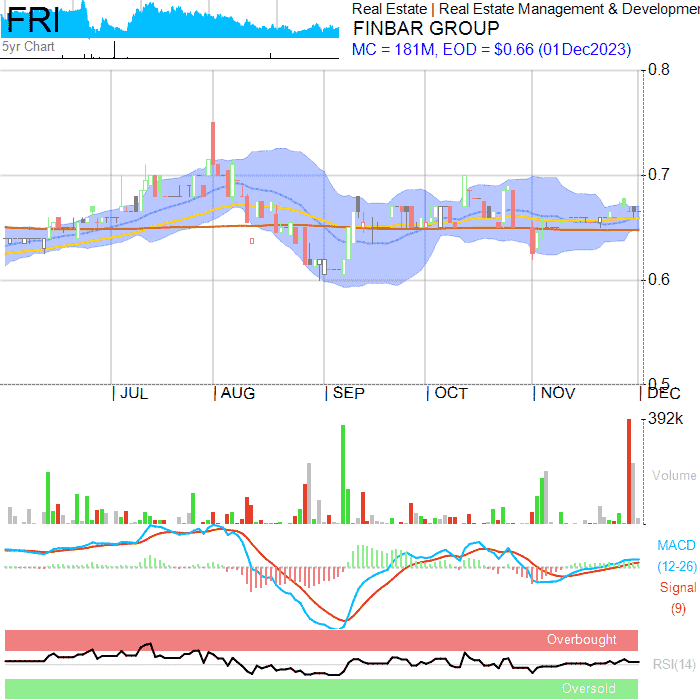 FRI
Real Estate | Real Estate Management & Developmen
FINBAR GROUP
5yr Chart
MC = 181M, EOD = $0.66 (01Dec2023)
0.8
0.7
0.6
0.5
JUL
AUG
SEP
OCT
NOV
DEC
392k
Volume
MACD
(12-26)
Signal
(9)
Overbought
RSI(14)
Oversold